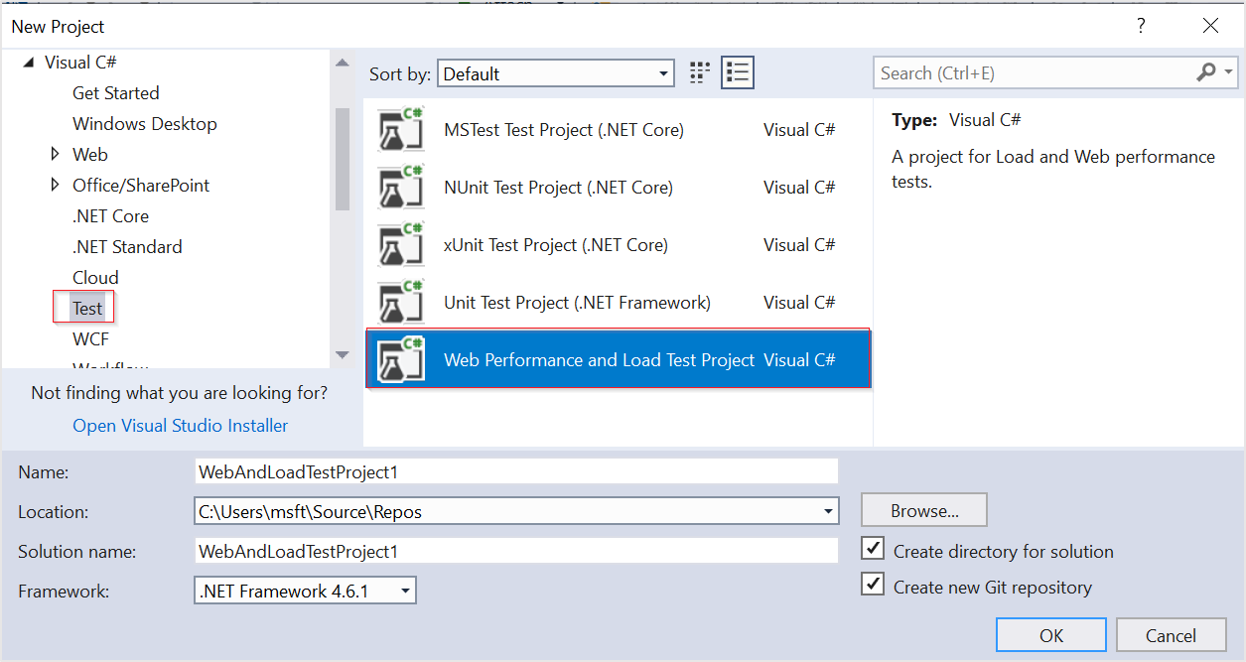 New Project
?
Visual C#
Get Started
Windows Desktop
Web
Office/SharePoint
.NET Core
.NET Standard
Cloud
Test
WCF
Not finding what you are looking for?
Open Visual Studio Installer
Sort by: Default
MSTest Test Project (.NET Core) Visual C#
NUnit Test Project (.NET Core) Visual C#
xUnit Test Project (.NET Core) Visual C#
Unit Test Project (.NET Framework) Visual C#
Web Performance and Load Test Project Visual C#
Search (Ctrl+E)
Type: Visual C#
A project for Load and Web performance
tests.
Name: WebAndLoadTestProject1
Location: C:\Users\msft\Source\Repos
Browse...
Solution name: WebAndLoadTestProject1
Create directory for solution
Framework: .NET Framework 4.6.1
Create new Git repository
OK Cancel